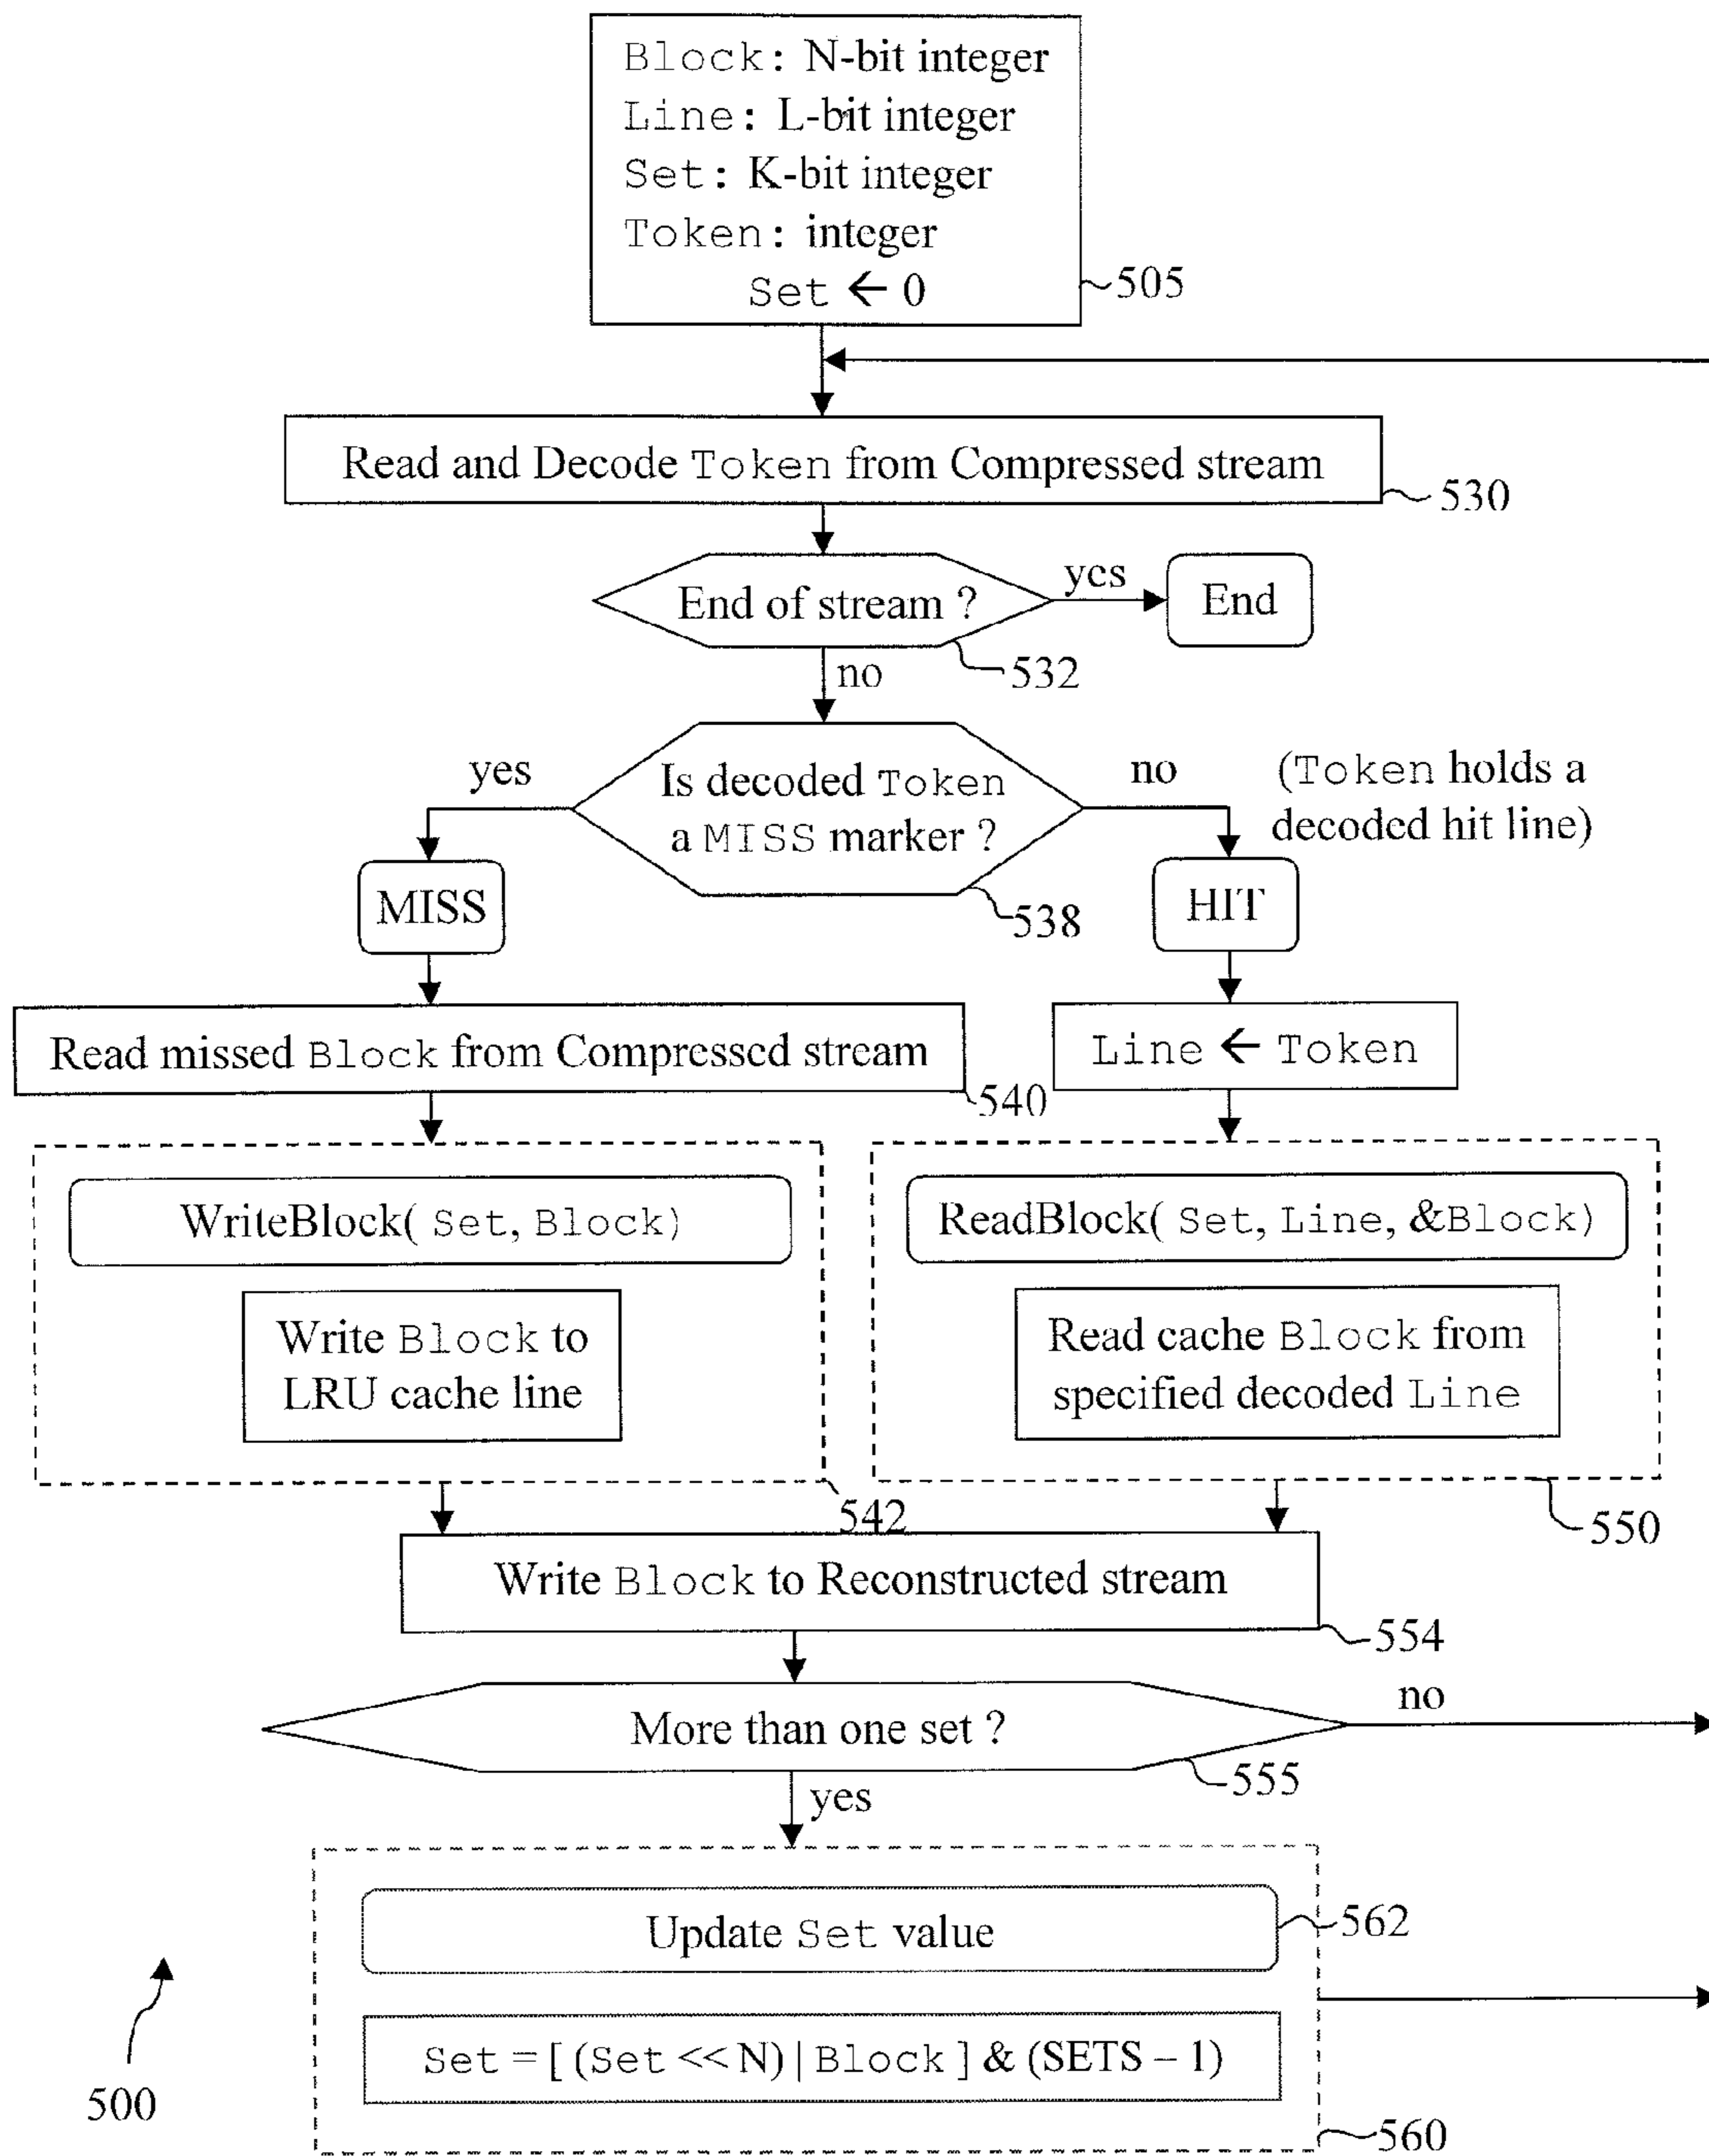 Block: N-bit integer
Line: L-bit integer
Set: K-bit integer
Token: integer
Set ← 0
505
Read and Decode Token from Compressed stream
530
End of stream ?
yes
End
532
no
yes
Is decoded Token
a MISS marker ?
no
(Token holds a
decoded hit line)
538
MISS
HIT
Read missed Block from Compressed stream
540
Line ← Token
WriteBlock( Set, Block)
Write Block to
LRU cache line
542
ReadBlock( Set, Line, &Block)
Read cache Block from
specified decoded Line
550
Write Block to Reconstructed stream
554
More than one set ?
no
555
yes
Update Set value
562
Set = [ (Set << N) | Block ] & (SETS – 1)
560
500